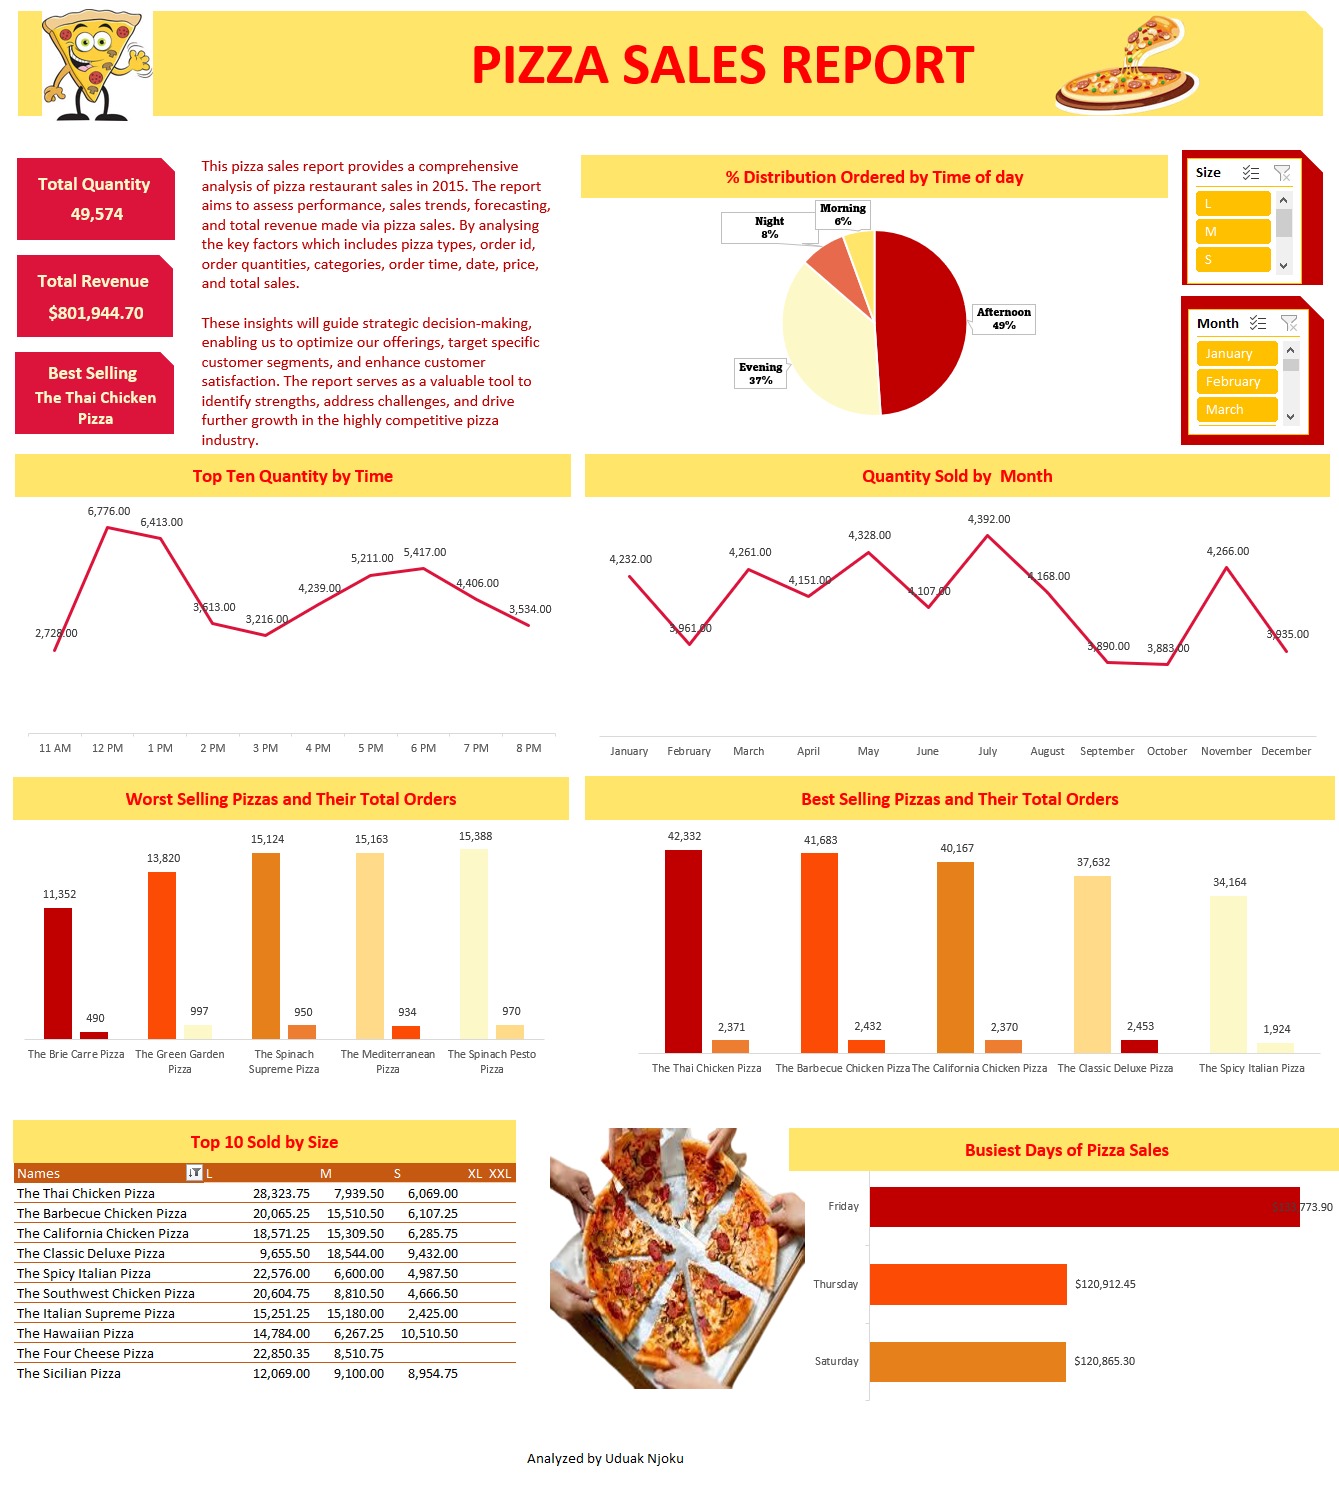 PIZZA SALES REPORT
Total Quantity
49,574
Total Revenue
$801,944.70
Best Selling
The Thai Chicken
Pizza
This pizza sales report provides a comprehensive
analysis of pizza restaurant sales in 2015. The report
aims to assess performance, sales trends, forecasting,
and total revenue made via pizza sales. By analysing
the key factors which includes pizza types, order id,
order quantities, categories, order time, date, price,
and total sales.
These insights will guide strategic decision-making,
enabling us to optimize our offerings, target specific
customer segments, and enhance customer
satisfaction. The report serves as a valuable tool to
identify strengths, address challenges, and drive
further growth in the highly competitive pizza
industry.
% Distribution Ordered by Time of day
Morning
6%
Night
8%
Afternoon
49%
Evening
37%
Size
L
M
S
Month
January
February
March
Top Ten Quantity by Time
6,776.00
6,413.00
5,211.00
5,417.00
4,239.00
4,406.00
3,613.00
3,216.00
3,534.00
2,728.00
11 AM 12 PM 1 PM 2 PM 3 PM 4 PM 5 PM 6 PM 7 PM 8 PM
Quantity Sold by Month
4,232.00
3,961.00
4,261.00
4,151.00
4,328.00
4,107.00
4,392.00
4,168.00
3,890.00
3,883.00
4,266.00
3,935.00
January February March April May June July August September October November December
Worst Selling Pizzas and Their Total Orders
11,352
490
13,820
997
15,124
950
15,163
934
15,388
970
The Brie Carre Pizza
The Green Garden
Pizza
The Spinach
Supreme Pizza
The Mediterranean
Pizza
The Spinach Pesto
Pizza
Best Selling Pizzas and Their Total Orders
42,332
2,371
41,683
2,432
40,167
2,370
37,632
2,453
34,164
1,924
The Thai Chicken Pizza
The Barbecue Chicken Pizza
The California Chicken Pizza
The Classic Deluxe Pizza
The Spicy Italian Pizza
Top 10 Sold by Size
Names L M S XL XXL
The Thai Chicken Pizza 28,323.75 7,939.50 6,069.00
The Barbecue Chicken Pizza 20,065.25 15,510.50 6,107.25
The California Chicken Pizza 18,571.25 15,309.50 6,285.75
The Classic Deluxe Pizza 9,655.50 18,544.00 9,432.00
The Spicy Italian Pizza 22,576.00 6,600.00 4,987.50
The Southwest Chicken Pizza 20,604.75 8,810.50 4,666.50
The Italian Supreme Pizza 15,251.25 15,180.00 2,425.00
The Hawaiian Pizza 14,784.00 6,267.25 10,510.50
The Four Cheese Pizza 22,850.35 8,510.75
The Sicilian Pizza 12,069.00 9,100.00 8,954.75
Busiest Days of Pizza Sales
Friday
Thursday $120,912.45
Saturday $120,865.30
Analyzed by Uduak Njoku